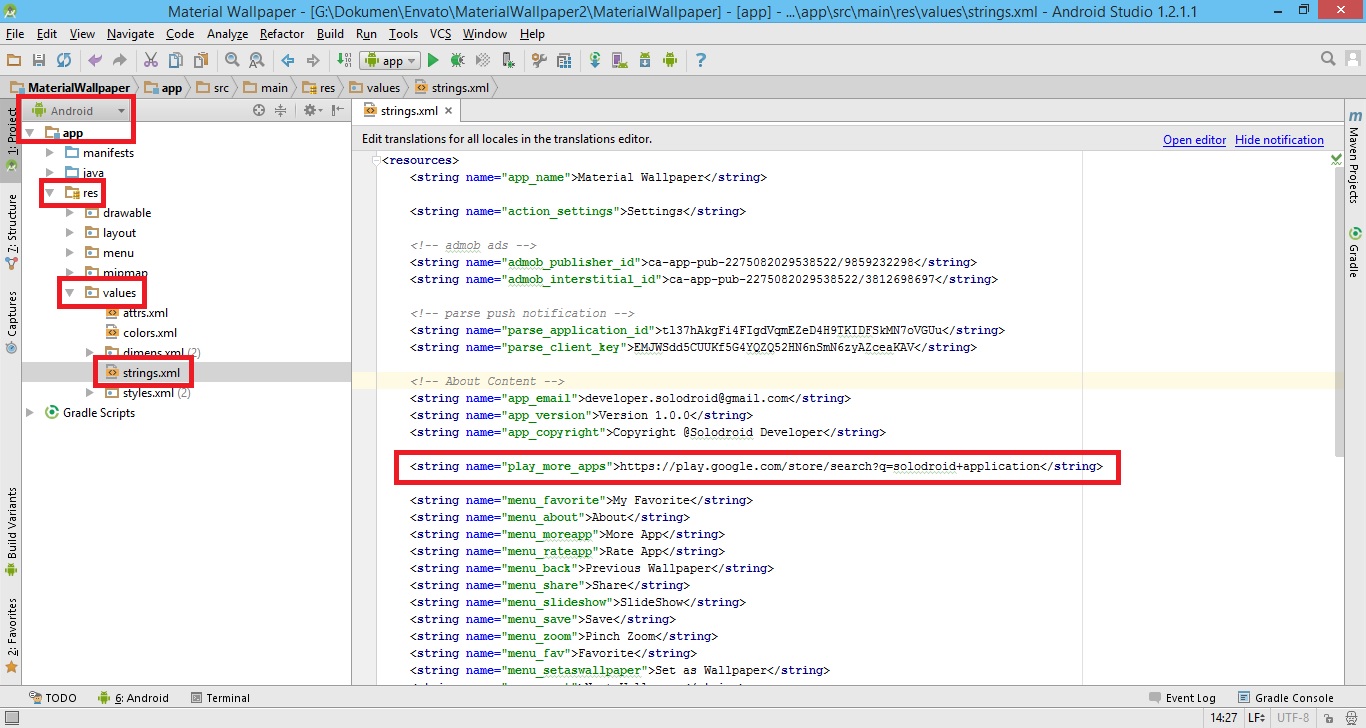 Material Wallpaper - [G:\Dokumen\Envato\MaterialWallpaper2\MaterialWallpaper] - [app] - ...\app\src\main\res\values\strings.xml - Android Studio 1.2.1.1
File Edit View Navigate Code Analyze Refactor Build Run Tools VCS Window Help
app
MaterialWallpaper app src main res values strings.xml
1: Project
7: Structure
Captures
Build Variants
2: Favorites
Android
app
manifests
java
res
drawable
layout
menu
mipmap
values
attrs.xml
colors.xml
dimens.xml (2)
strings.xml
styles.xml (2)
Gradle Scripts
strings.xml
Edit translations for all locales in the translations editor. Open editor Hide notification
<resources>
<string name="app_name">Material Wallpaper</string>
<string name="action_settings">Settings</string>
<!-- admob ads -->
<string name="admob_publisher_id">ca-app-pub-2275082029538522/9859232298</string>
<string name="admob_interstitial_id">ca-app-pub-2275082029538522/3812698697</string>
<!-- parse push notification -->
<string name="parse_application_id">tl37hAkgFi4FIgdVqmEZeD4H9TKIDFSkMN7oVGUu</string>
<string name="parse_client_key">EMJWSdd5CUUKf5G4YQZQ52HN6nSmN6zyAZceaKAV</string>
<!-- About Content -->
<string name="app_email">developer.solodroid@gmail.com</string>
<string name="app_version">Version 1.0.0</string>
<string name="app_copyright">Copyright @Solodroid Developer</string>
<string name="play_more_apps">https://play.google.com/store/search?q=solodroid+application</string>
<string name="menu_favorite">My Favorite</string>
<string name="menu_about">About</string>
<string name="menu_moreapp">More App</string>
<string name="menu_rateapp">Rate App</string>
<string name="menu_back">Previous Wallpaper</string>
<string name="menu_share">Share</string>
<string name="menu_slideshow">SlideShow</string>
<string name="menu_save">Save</string>
<string name="menu_zoom">Pinch Zoom</string>
<string name="menu_fav">Favorite</string>
<string name="menu_setaswallpaper">Set as Wallpaper</string>
m Maven Projects
Gradle
TODO 6: Android Terminal Event Log Gradle Console
14:27 LF UTF-8